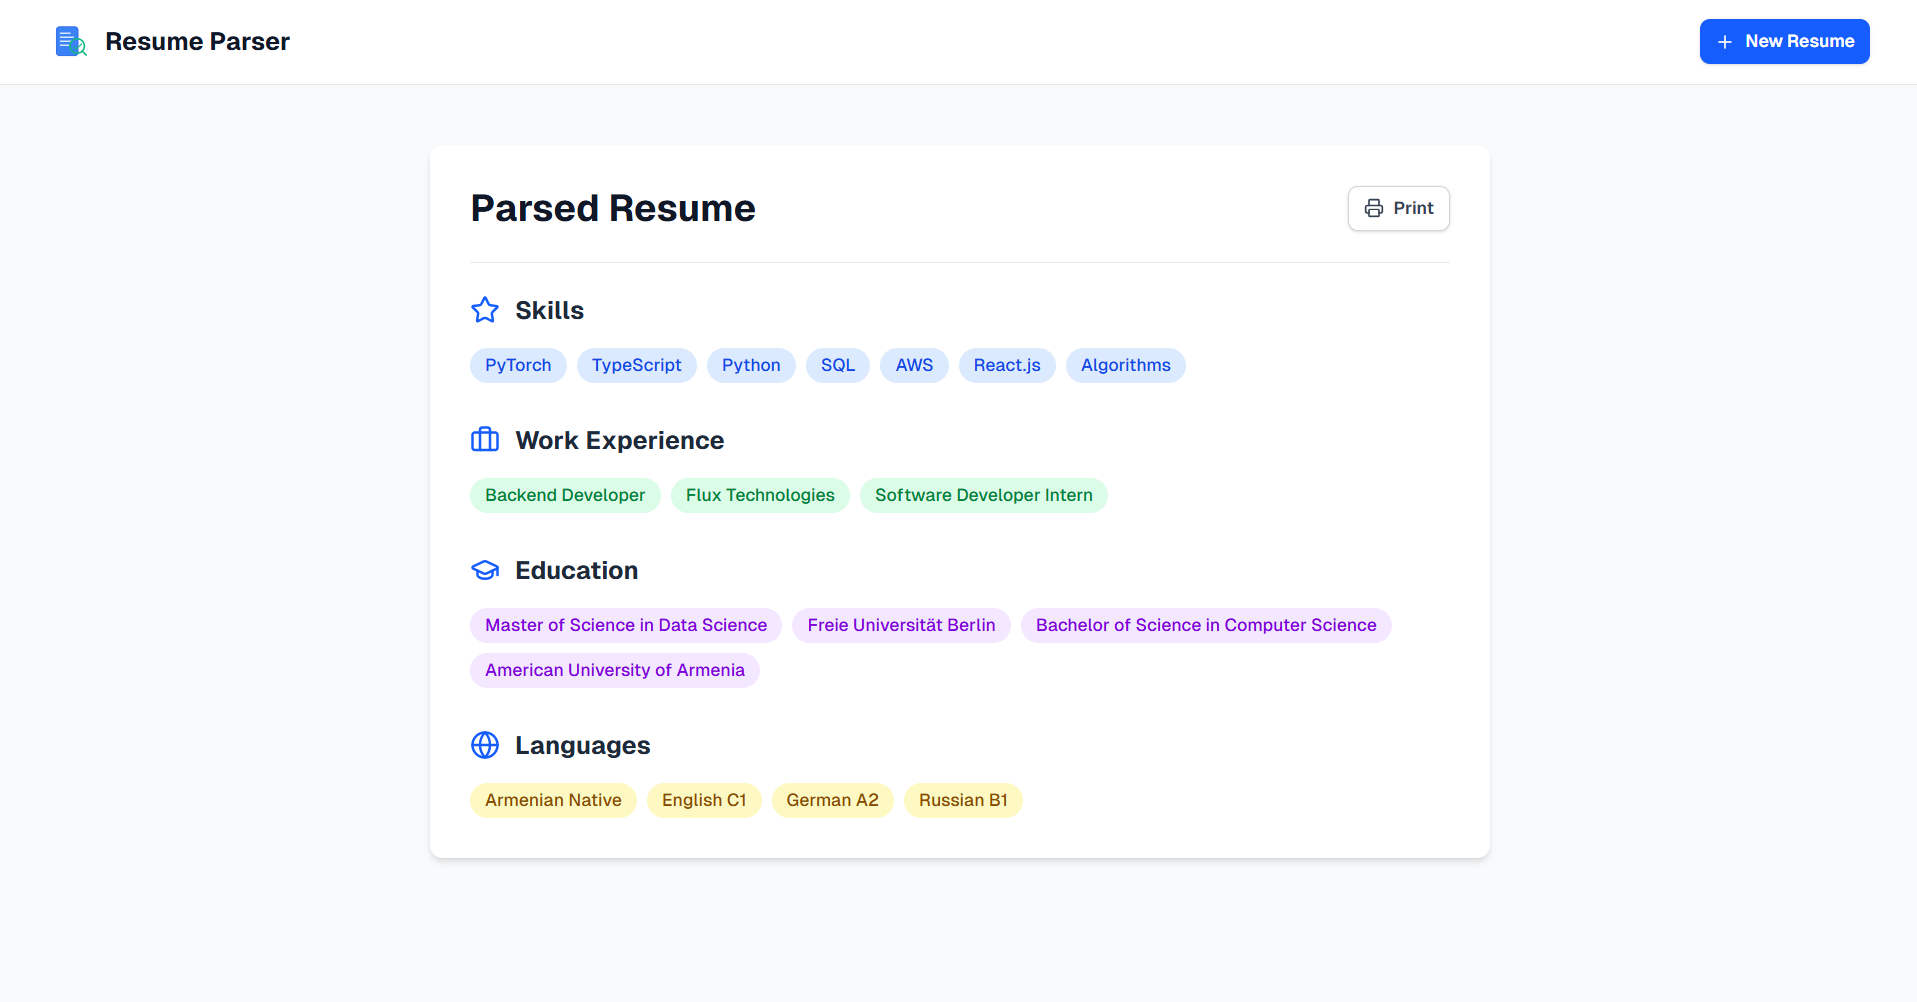 Resume Parser
New Resume
Parsed Resume
Print
Skills
PyTorch TypeScript Python SQL AWS React.js Algorithms
Work Experience
Backend Developer Flux Technologies Software Developer Intern
Education
Master of Science in Data Science Freie Universität Berlin Bachelor of Science in Computer Science
American University of Armenia
Languages
Armenian Native English C1 German A2 Russian B1